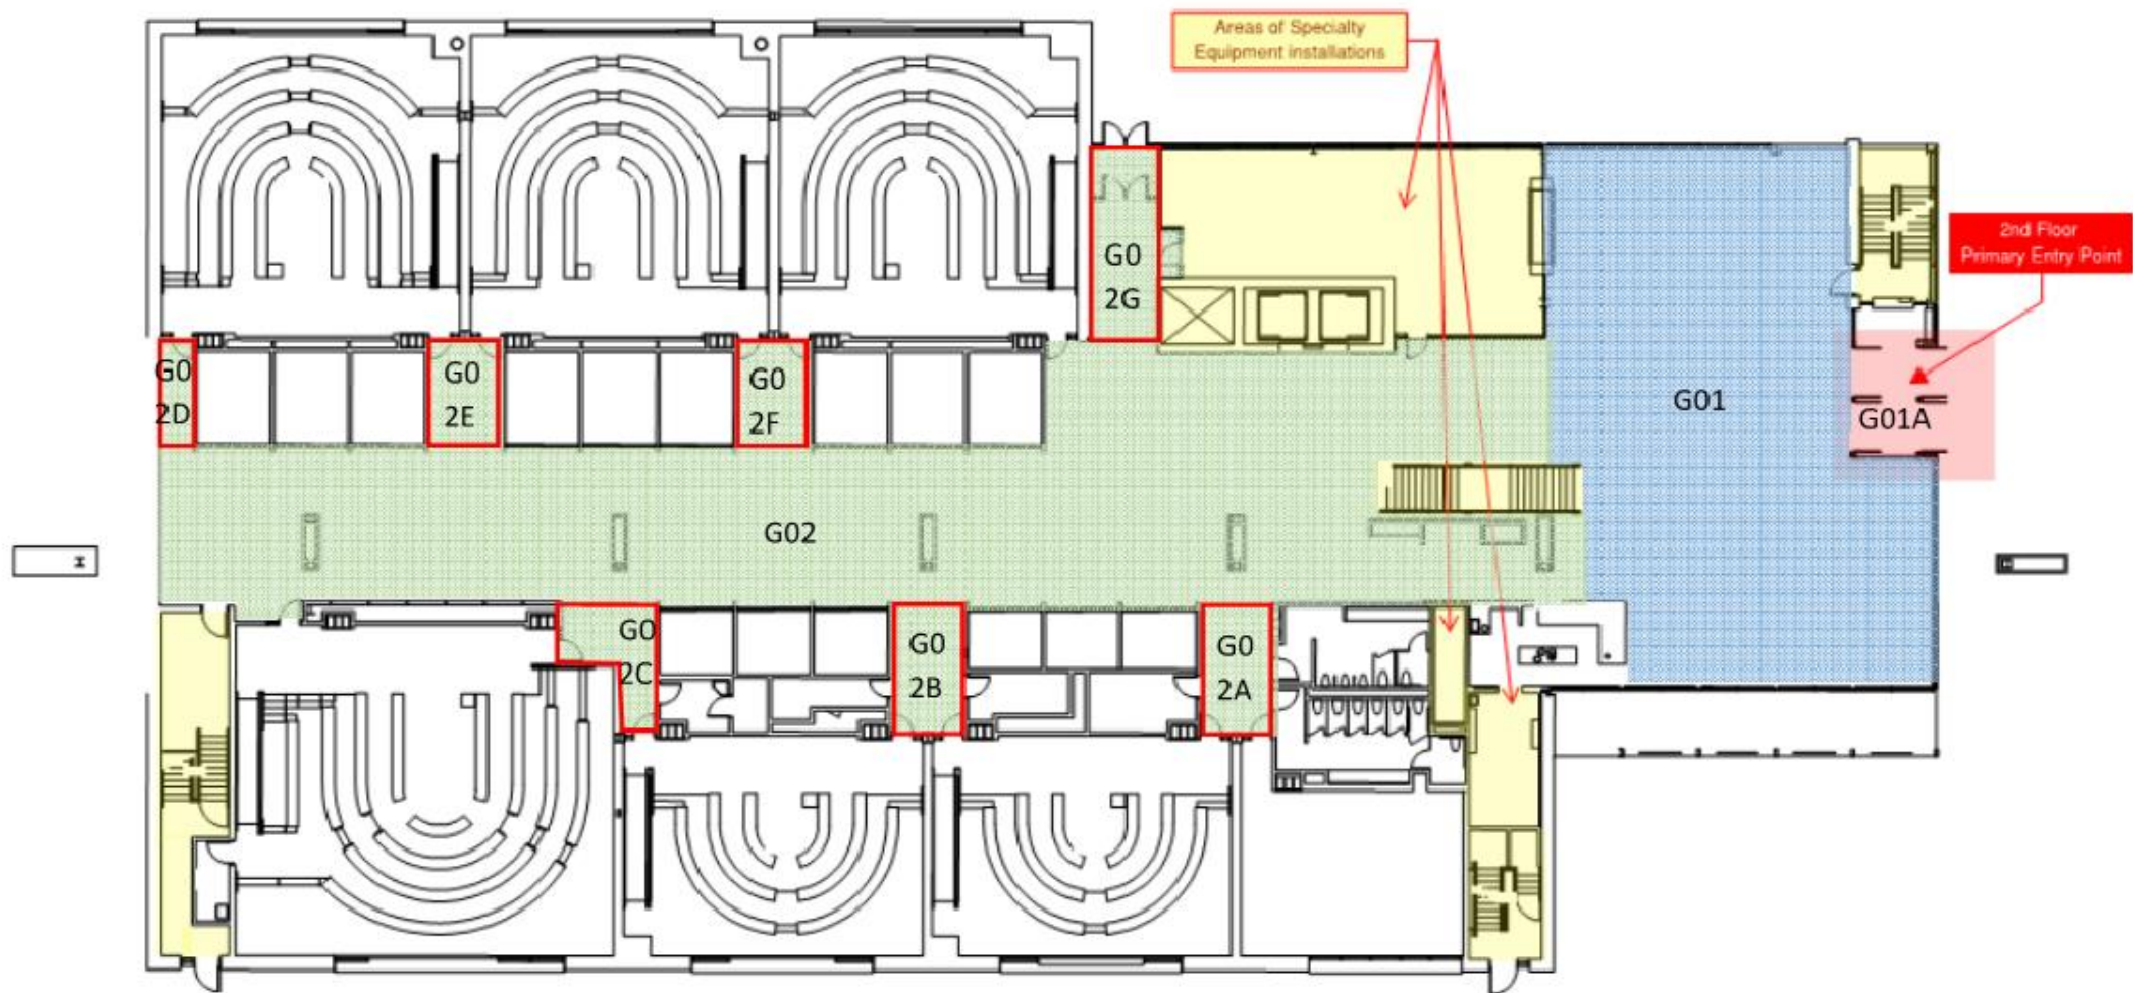 Areas of Specialty
Equipment installations
2nd Floor
Primary Entry Point
G0
2G
G0
2D
G0
2E
G0
2F
G01
G01A
G02
GO
2C
G0
2B
G0
2A